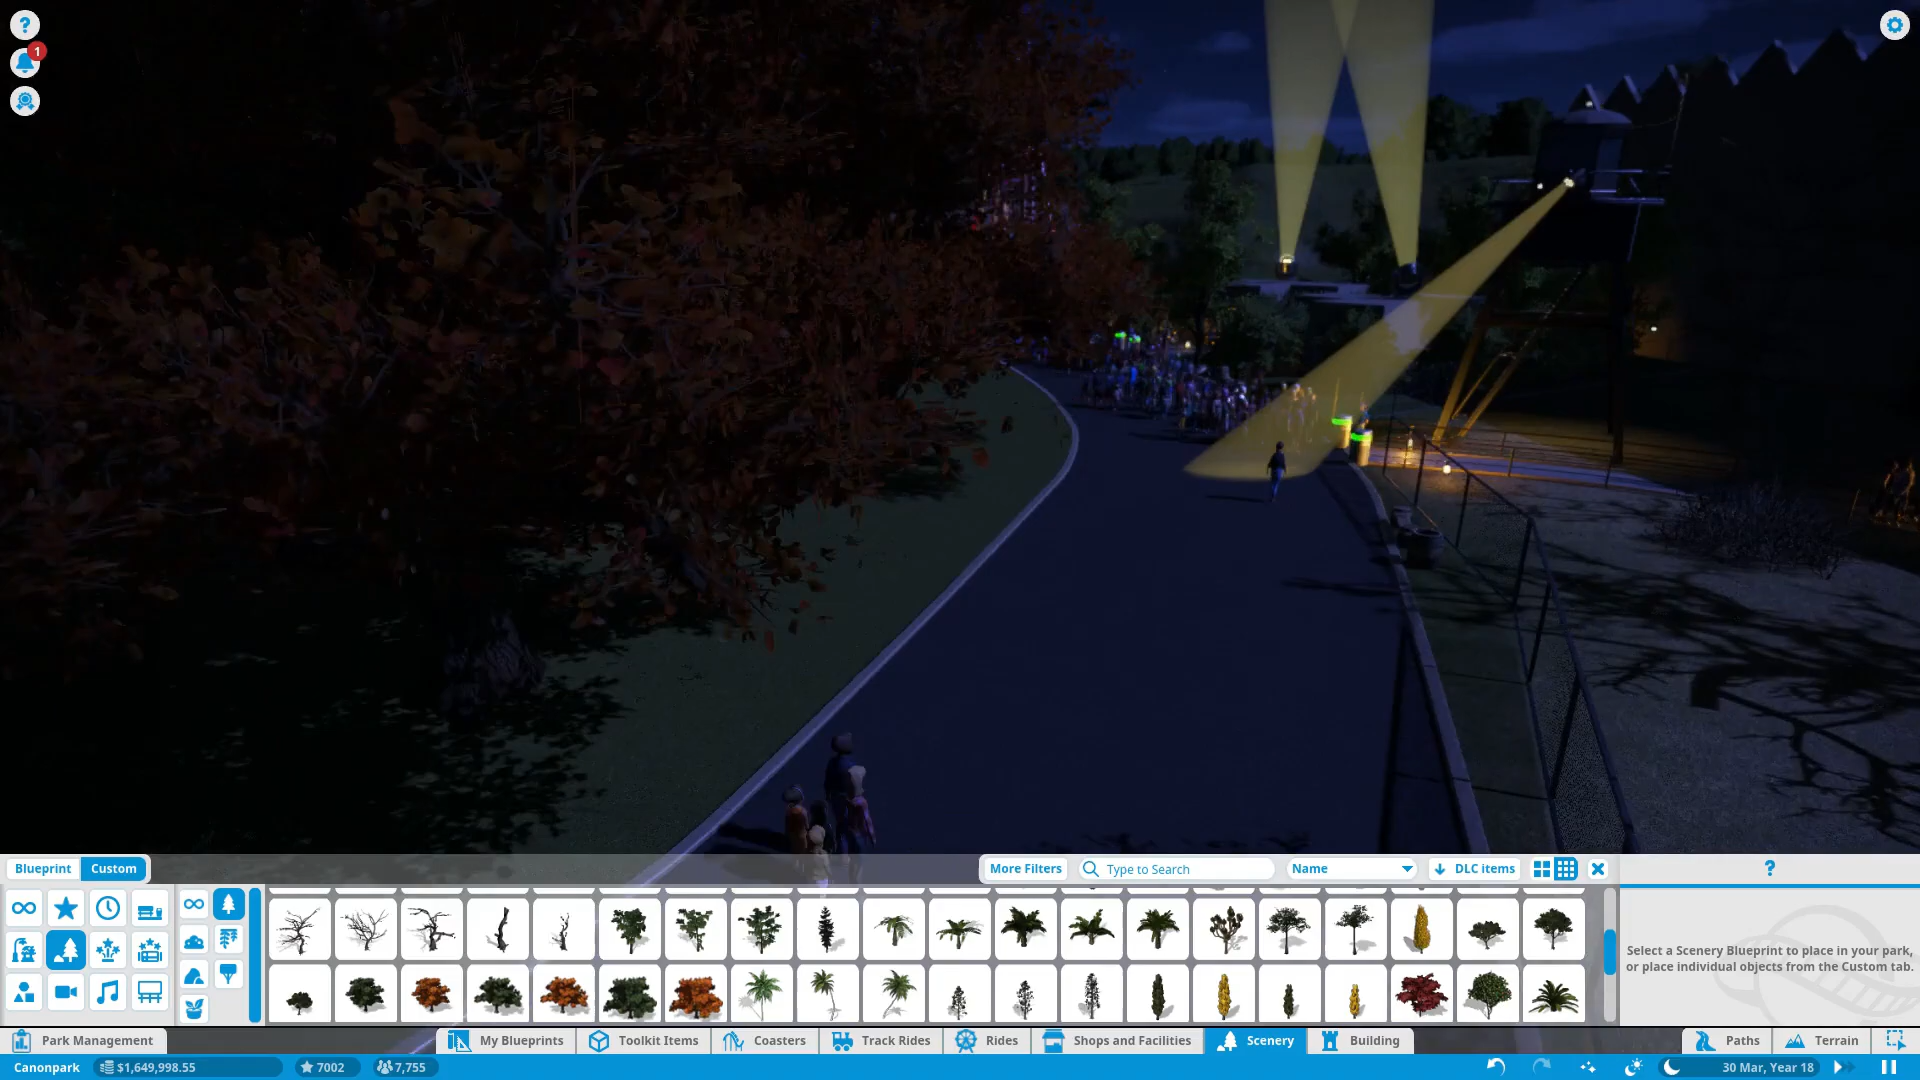 ?
1
Blueprint Custom
More Filters Type to Search Name DLC items
?
Select a Scenery Blueprint to place in your park,
or place individual objects from the Custom tab.
Park Management My Blueprints Toolkit Items Coasters Track Rides Rides Shops and Facilities Scenery Building Paths Terrain
Canonpark $1,649,998.55 7002 7,755 30 Mar, Year 18